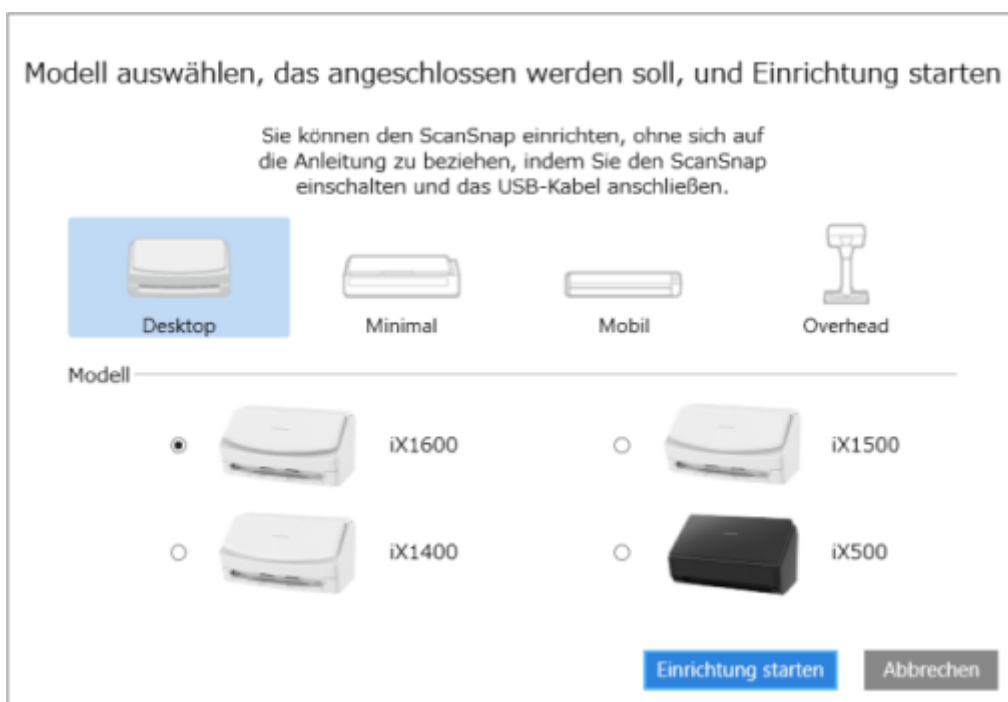 Modell auswählen, das angeschlossen werden soll, und Einrichtung starten
Sie können den ScanSnap einrichten, ohne sich auf
die Anleitung zu beziehen, indem Sie den ScanSnap
einschalten und das USB-Kabel anschließen.
Desktop
Minimal
Mobil
Overhead
Modell
iX1600
iX1500
iX1400
iX500
Einrichtung starten
Abbrechen